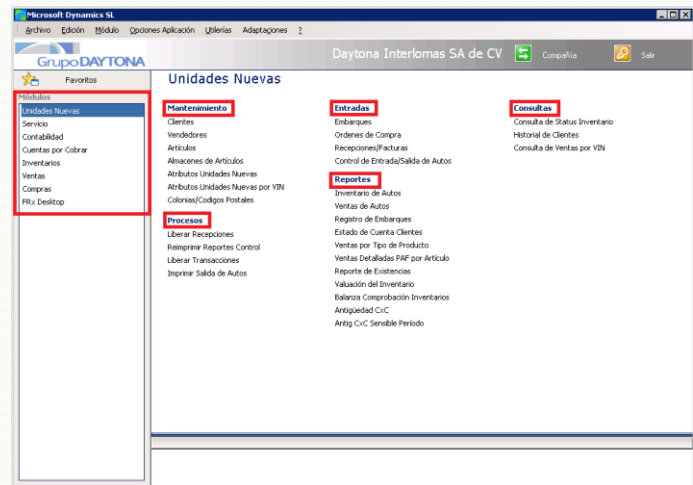 Microsoft Dynamics SL
Archivo Edición Módulo Opciones Aplicación Utilerías Adaptaciones ?
Grupo DAYTONA
Daytona Interlomas SA de CV Compañia Salir
Favoritos
Módulos
Unidades Nuevas
Servicio
Contabilidad
Cuentas por Cobrar
Inventarios
Ventas
Compras
FRx Desktop
Unidades Nuevas
Mantenimiento
Clientes
Vendedores
Artículos
Almacenes de Artículos
Atributos Unidades Nuevas
Atributos Unidades Nuevas por VIN
Colonias/Codigos Postales
Procesos
Liberar Recepciones
Reimprimir Reportes Control
Liberar Transacciones
Imprimir Salida de Autos
Entradas
Embarques
Ordenes de Compra
Recepciones/Facturas
Control de Entrada/Salida de Autos
Reportes
Inventario de Autos
Ventas de Autos
Registro de Embarques
Estado de Cuenta Clientes
Ventas por Tipo de Producto
Ventas Detalladas PAF por Artículo
Reporte de Existencias
Valuación del Inventario
Balanza Comprobación Inventarios
Antigüedad CxC
Antig CxC Sensible Período
Consultas
Consulta de Status Inventario
Historial de Clientes
Consulta de Ventas por VIN